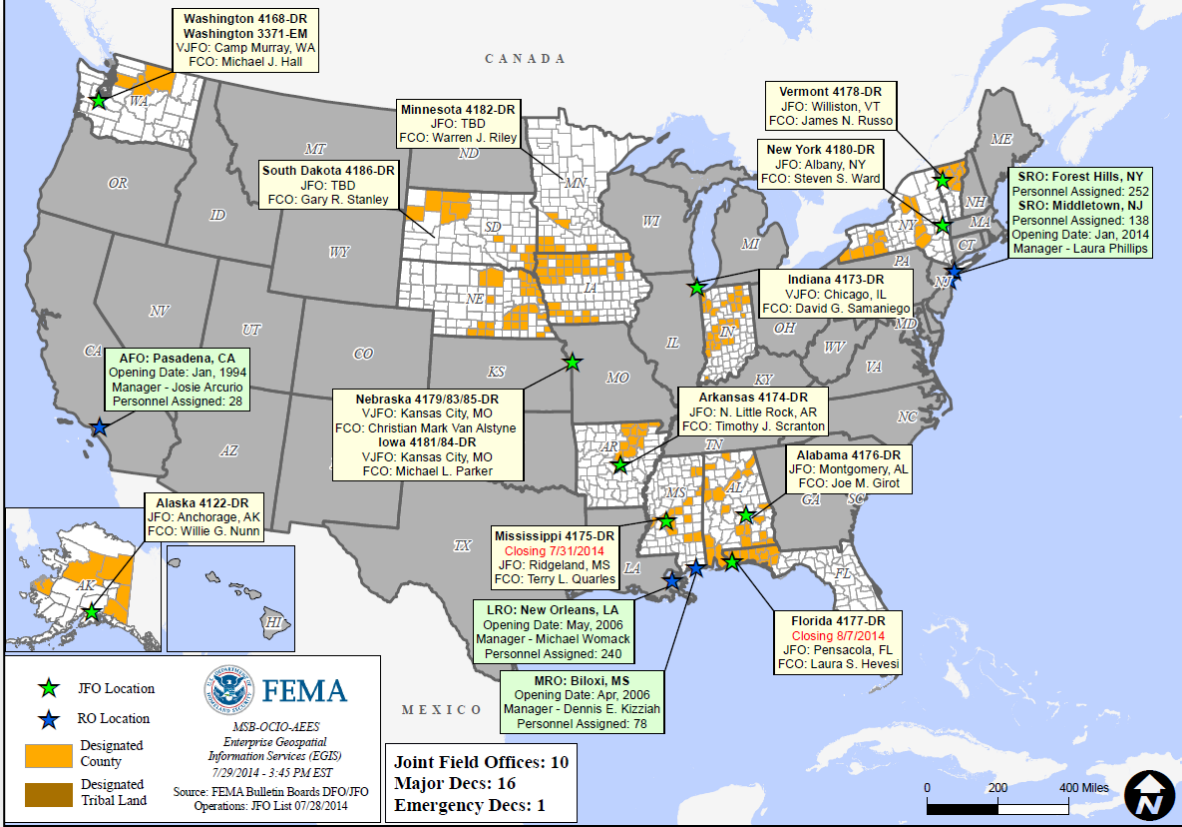 Washington 4168-DR
Washington 3371-EM
VJFO: Camp Murray, WA
FCO: Michael J. Hall
CANADA
Minnesota 4182-DR
JFO: TBD
FCO: Warren J. Riley
South Dakota 4186-DR
JFO: TBD
FCO: Gary R. Stanley
Vermont 4178-DR
JFO: Williston, VT
FCO: James N. Russo
New York 4180-DR
JFO: Albany, NY
FCO: Steven S. Ward
SRO: Forest Hills, NY
Personnel Assigned: 252
SRO: Middletown, NJ
Personnel Assigned: 138
Opening Date: Jan, 2014
Manager - Laura Phillips
WA
MT
ND
MN
ME
OR
ID
SD
WI
MI
NY
NH
MA
CT
WY
PA
NJ
Indiana 4173-DR
VJFO: Chicago, IL
FCO: David G. Samaniego
NV
UT
NE
IA
IL
IN
OH
MD
WV
VA
CA
CO
KS
MO
KY
AFO: Pasadena, CA
Opening Date: Jan, 1994
Manager - Josie Arcurio
Personnel Assigned: 28
Nebraska 4179/83/85-DR
VJFO: Kansas City, MO
FCO: Christian Mark Van Alstyne
Iowa 4181/84-DR
VJFO: Kansas City, MO
FCO: Michael L. Parker
Arkansas 4174-DR
JFO: N. Little Rock, AR
FCO: Timothy J. Scranton
NC
AZ
AR
TN
Alabama 4176-DR
JFO: Montgomery, AL
FCO: Joe M. Girot
MS
AL
GA
SC
Alaska 4122-DR
JFO: Anchorage, AK
FCO: Willie G. Nunn
Mississippi 4175-DR
Closing 7/31/2014
JFO: Ridgeland, MS
FCO: Terry L. Quarles
TX
LA
FL
AK
HI
LRO: New Orleans, LA
Opening Date: May, 2006
Manager - Michael Womack
Personnel Assigned: 240
Florida 4177-DR
Closing 8/7/2014
JFO: Pensacola, FL
FCO: Laura S. Hevesi
MRO: Biloxi, MS
Opening Date: Apr, 2006
Manager - Dennis E. Kizziah
Personnel Assigned: 78
MEXICO
JFO Location
RO Location
Designated
County
Designated
Tribal Land
FEMA
MSB-OCIO-AEES
Enterprise Geospatial
Information Services (EGIS)
7/29/2014 - 3:45 PM EST
Source: FEMA Bulletin Boards DFO/JFO
Operations: JFO List 07/28/2014
Joint Field Offices: 10
Major Decs: 16
Emergency Decs: 1
0 200 400 Miles
N